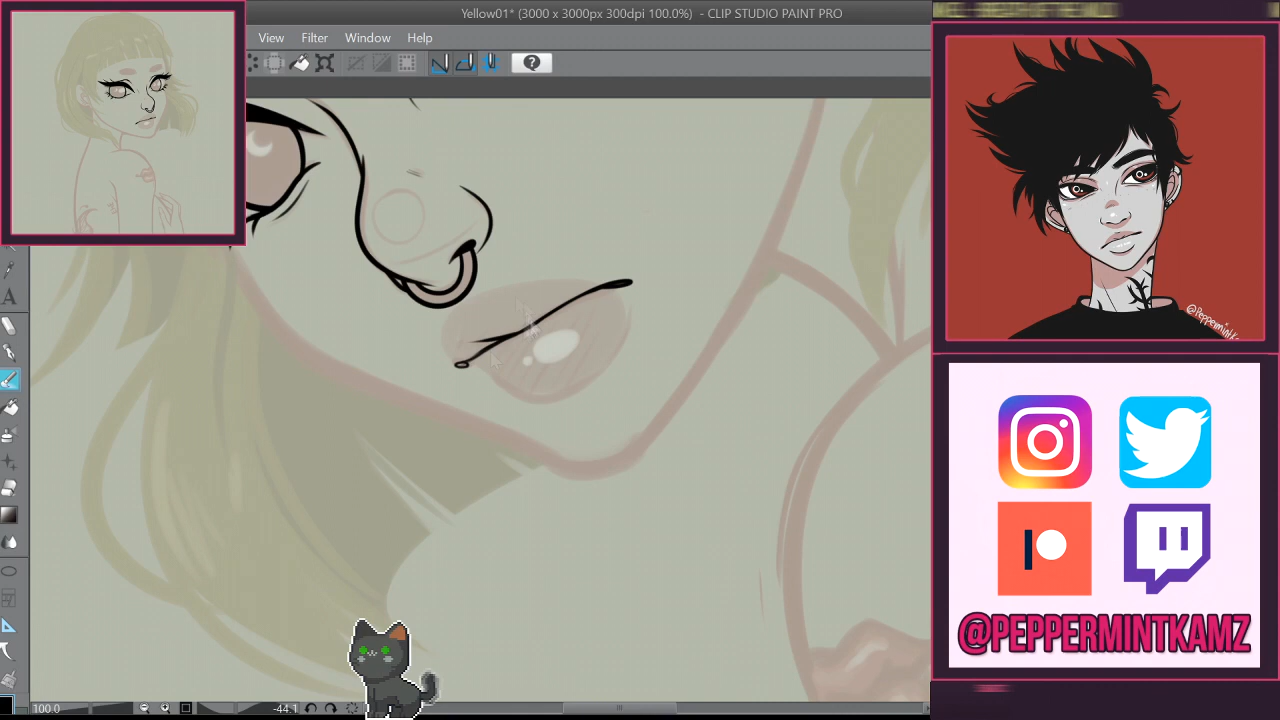 Yellow01* (3000 x 3000px 300dpi 100.0%) - CLIP STUDIO PAINT PRO
View Filter Window Help
A
@Peppermintk
@PEPPERMINTKAMZ
100.0
-44.1